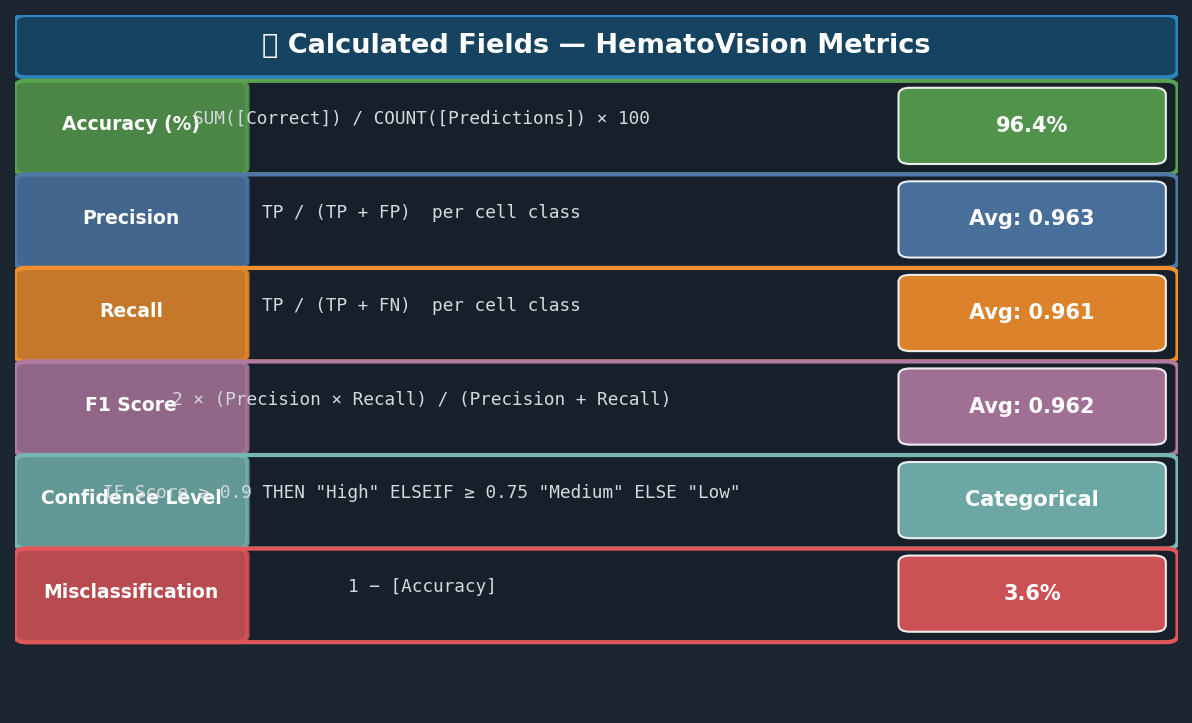 Calculated Fields — HematoVision Metrics
Accuracy (%)
SUM([Correct]) / COUNT([Predictions]) × 100
96.4%
Precision
TP / (TP + FP)  per cell class
Avg: 0.963
Recall
TP / (TP + FN)  per cell class
Avg: 0.961
F1 Score
2 × (Precision × Recall) / (Precision + Recall)
Avg: 0.962
Confidence Level
IF Score ≥ 0.9 THEN "High" ELSEIF ≥ 0.75 "Medium" ELSE "Low"
Categorical
Misclassification
1 − [Accuracy]
3.6%